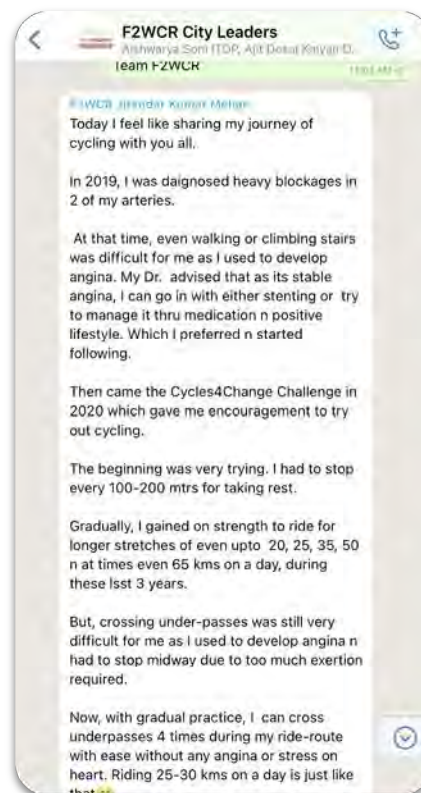 F2WCR City Leaders
Aishwarya Soni ITDP, Ajit
Team F2WCR
F2WCR Kumar
Today I feel like sharing my journey of
cycling with you all.
In 2019, I was daignosed heavy blockages in
2 of my arteries.
At that time, even walking or climbing stairs
was difficult for me as I used to develop
angina. My Dr. advised that as its stable
angina, I can go in with either stenting or try
to manage it thru medication n positive
lifestyle. Which I preferred n started
following.
Then came the Cycles4Change Challenge in
2020 which gave me encouragement to try
out cycling.
The beginning was very trying. I had to stop
every 100-200 mtrs for taking rest.
Gradually, I gained on strength to ride for
longer stretches of even upto 20, 25, 35, 50
n at times even 65 kms on a day, during
these lsst 3 years.
But, crossing under-passes was still very
difficult for me as I used to develop angina n
had to stop midway due to too much exertion
required.
Now, with gradual practice, I can cross
underpasses 4 times during my ride-route
with ease without any angina or stress on
heart. Riding 25-30 kms on a day is just like
that